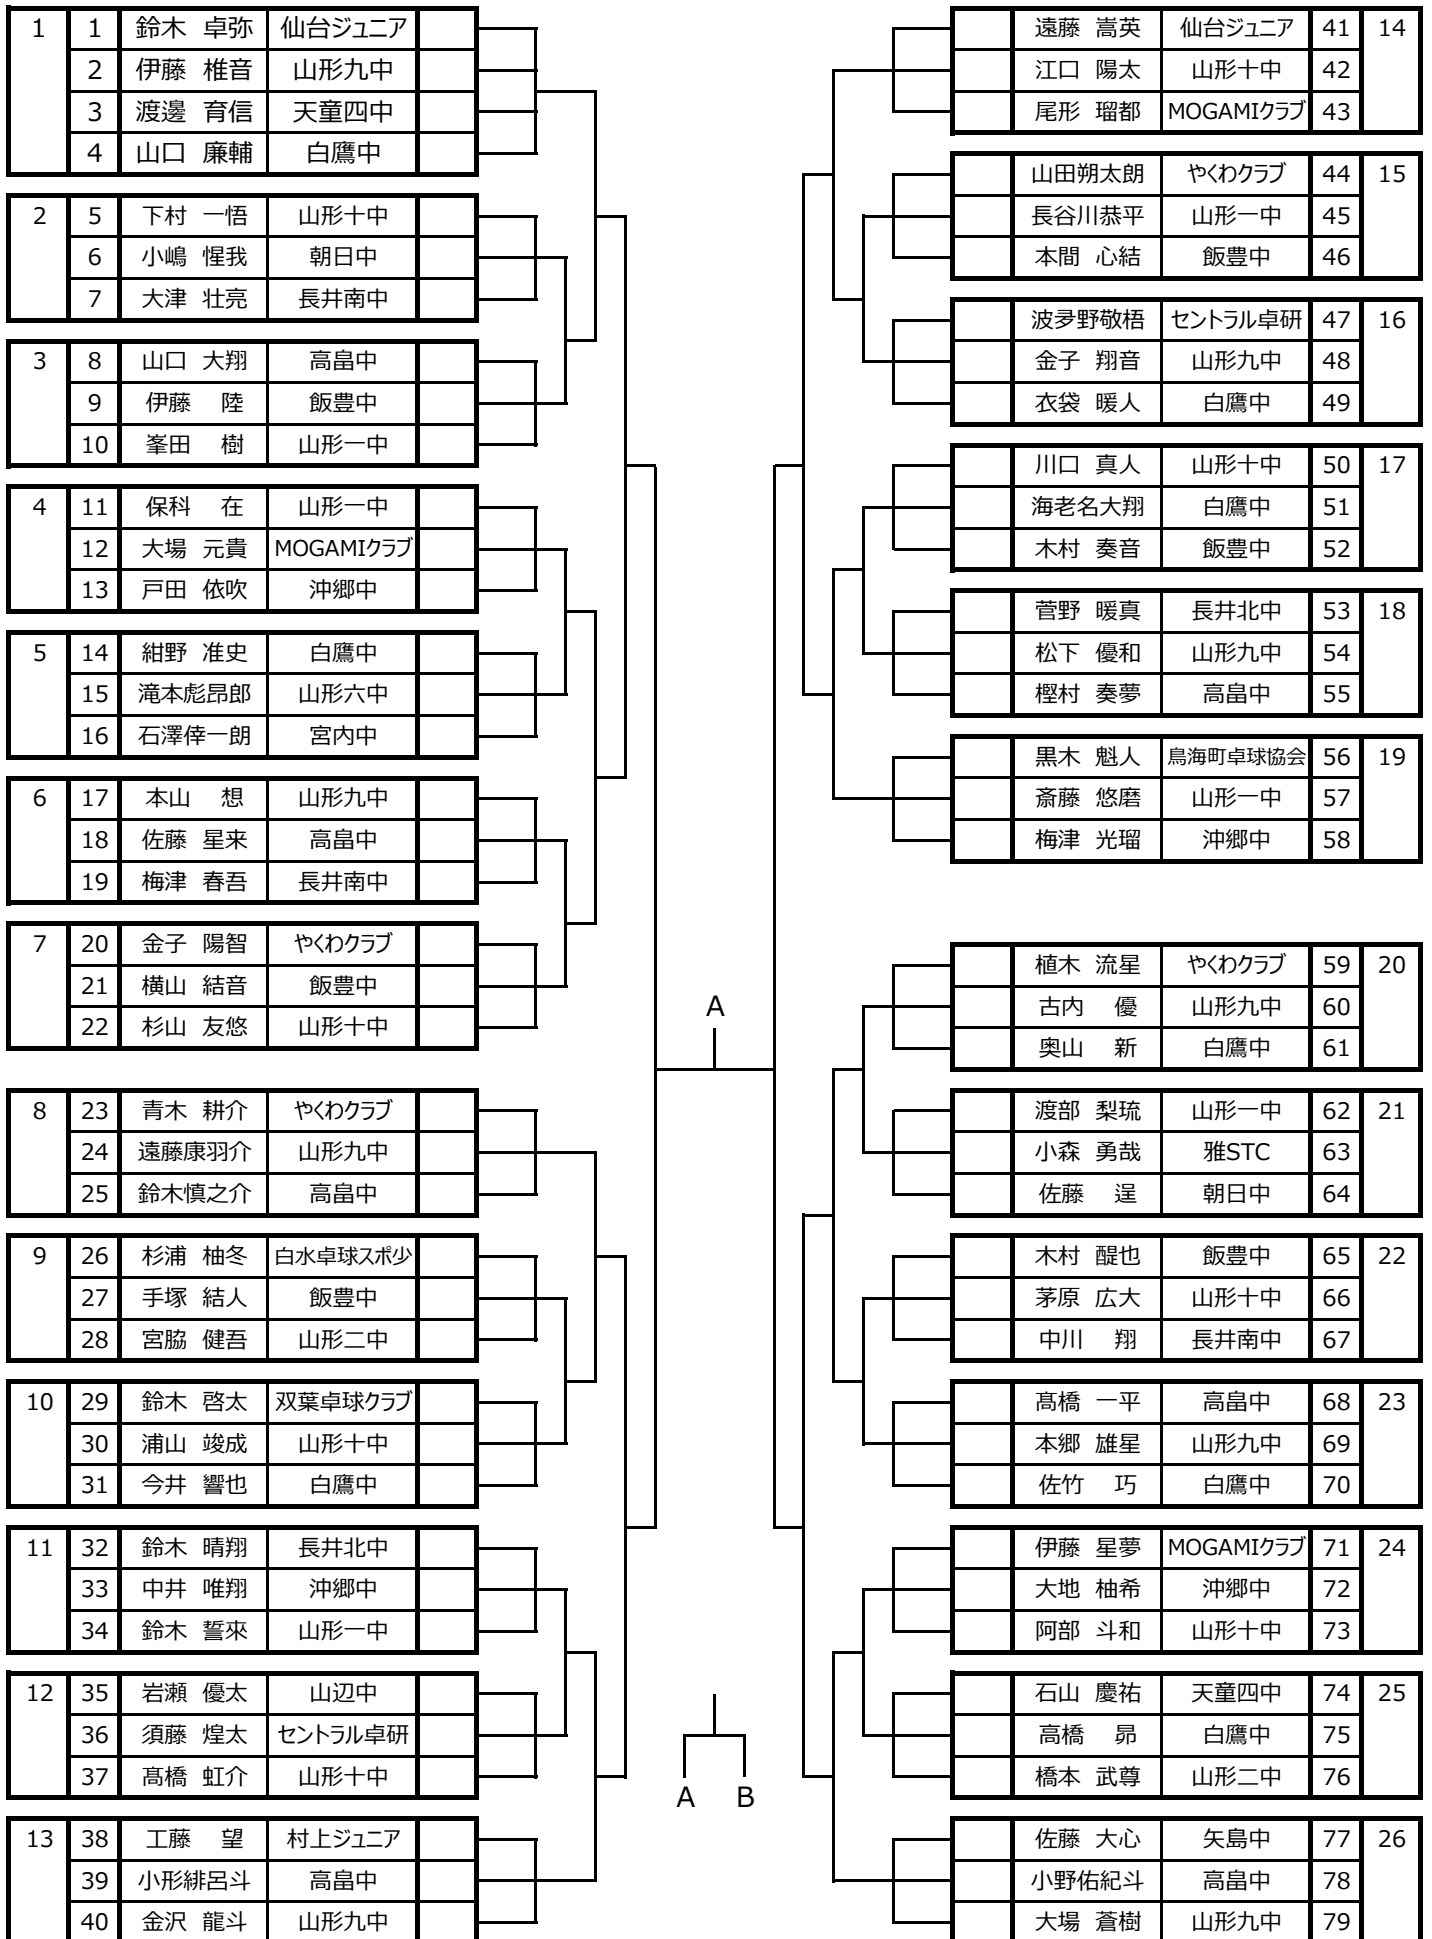 1 1 鈴木 卓弥 仙台ジュニア
2 伊藤 椎音 山形九中
3 渡邊 育信 天童四中
4 山口 廉輔 白鷹中
2 5 下村 一悟 山形十中
6 小嶋 惺我 朝日中
7 大津 壮亮 長井南中
3 8 山口 大翔 高畠中
9 伊藤 陸 飯豊中
10 峯田 樹 山形一中
4 11 保科 在 山形一中
12 大場 元貴 MOGAMIクラブ
13 戸田 依吹 沖郷中
5 14 紺野 准史 白鷹中
15 滝本彪昂郎 山形六中
16 石澤倖一朗 宮内中
6 17 本山 想 山形九中
18 佐藤 星来 高畠中
19 梅津 春吾 長井南中
7 20 金子 陽智 やくわクラブ
21 横山 結音 飯豊中
22 杉山 友悠 山形十中
8 23 青木 耕介 やくわクラブ
24 遠藤康羽介 山形九中
25 鈴木慎之介 高畠中
9 26 杉浦 柚冬 白水卓球スポ少
27 手塚 結人 飯豊中
28 宮脇 健吾 山形二中
10 29 鈴木 啓太 双葉卓球クラブ
30 浦山 竣成 山形十中
31 今井 響也 白鷹中
11 32 鈴木 晴翔 長井北中
33 中井 唯翔 沖郷中
34 鈴木 誓來 山形一中
12 35 岩瀬 優太 山辺中
36 須藤 煌太 セントラル卓研
37 髙橋 虹介 山形十中
13 38 工藤 望 村上ジュニア
39 小形緋呂斗 高畠中
40 金沢 龍斗 山形九中
A
A B
遠藤 嵩英 仙台ジュニア 41 14
江口 陽太 山形十中 42
尾形 瑠都 MOGAMIクラブ 43
山田朔太朗 やくわクラブ 44 15
長谷川恭平 山形一中 45
本間 心結 飯豊中 46
波多野敬梧 セントラル卓研 47 16
金子 翔音 山形九中 48
衣袋 暖人 白鷹中 49
川口 真人 山形十中 50 17
海老名大翔 白鷹中 51
木村 奏音 飯豊中 52
菅野 暖真 長井北中 53 18
松下 優和 山形九中 54
樫村 奏夢 高畠中 55
黒木 魁人 鳥海町卓球協会 56 19
斎藤 悠磨 山形一中 57
梅津 光瑠 沖郷中 58
植木 流星 やくわクラブ 59 20
古内 優 山形九中 60
奥山 新 白鷹中 61
渡部 梨琉 山形一中 62 21
小森 勇哉 雅STC 63
佐藤 逞 朝日中 64
木村 醍也 飯豊中 65 22
茅原 広大 山形十中 66
中川 翔 長井南中 67
髙橋 一平 高畠中 68 23
本郷 雄星 山形九中 69
佐竹 巧 白鷹中 70
伊藤 星夢 MOGAMIクラブ 71 24
大地 柚希 沖郷中 72
阿部 斗和 山形十中 73
石山 慶祐 天童四中 74 25
高橋 昴 白鷹中 75
橋本 武尊 山形二中 76
佐藤 大心 矢島中 77 26
小野佑紀斗 高畠中 78
大場 蒼樹 山形九中 79